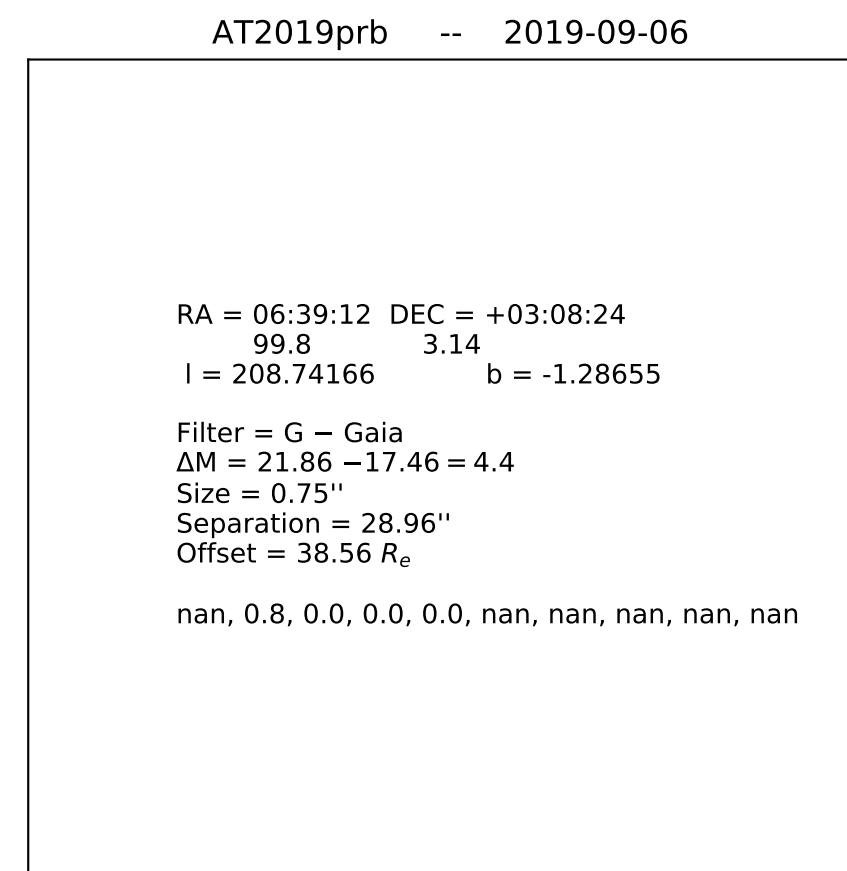 AT2019prb -- 2019-09-06
RA = 06:39:12 DEC = +03:08:24
99.8 3.14
l = 208.74166 b = -1.28655
Filter = G − Gaia
ΔM = 21.86 −17.46 = 4.4
Size = 0.75''
Separation = 28.96''
Offset = 38.56 Rₑ
nan, 0.8, 0.0, 0.0, 0.0, nan, nan, nan, nan, nan